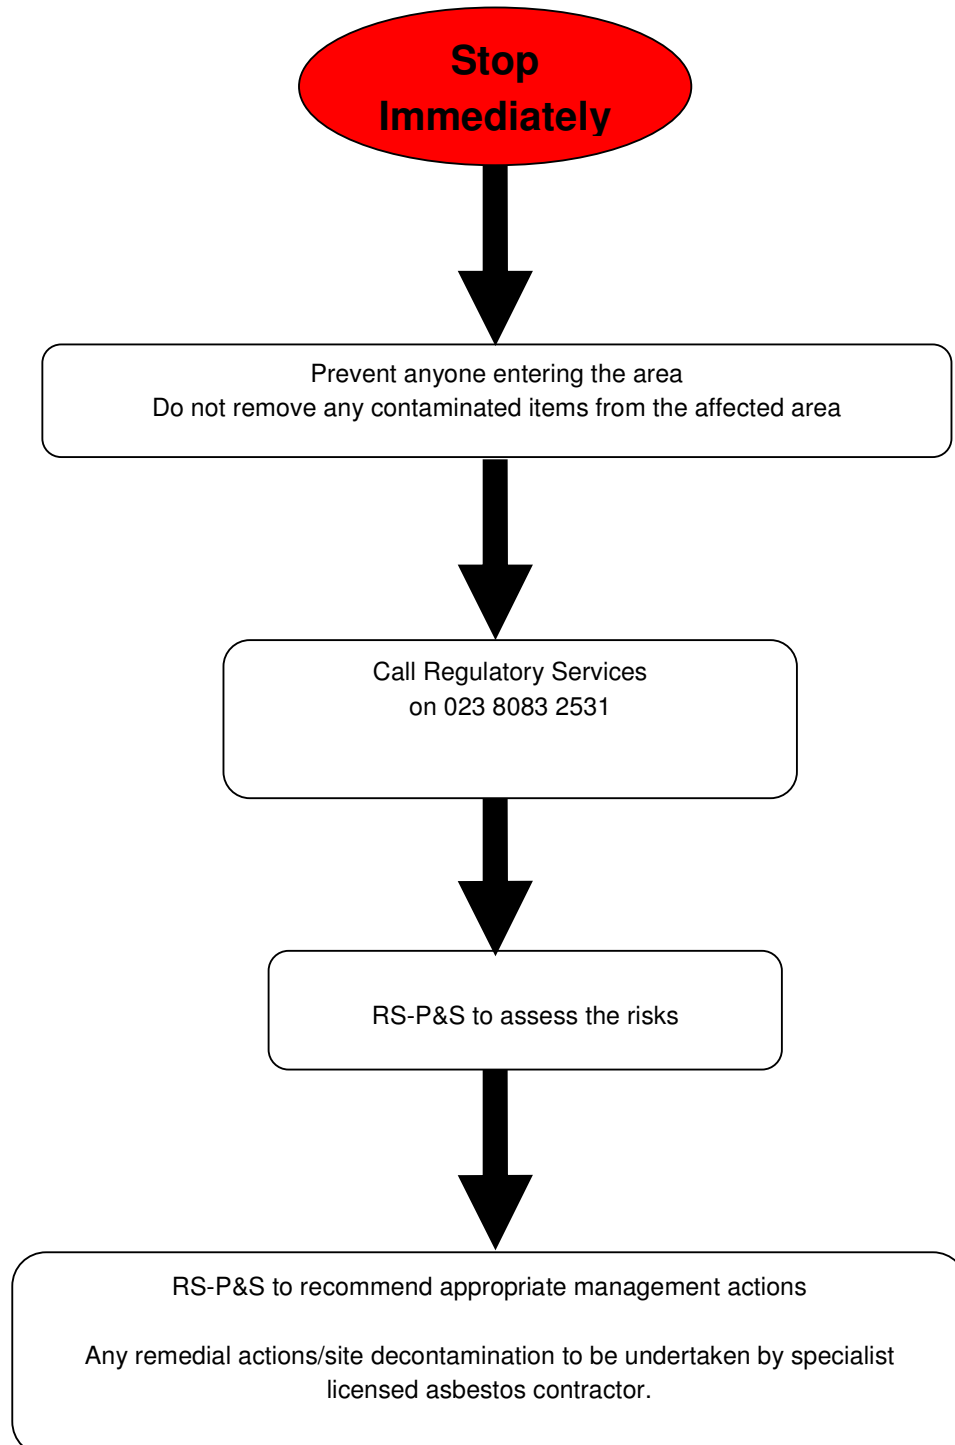 Stop
Immediately
Prevent anyone entering the area
Do not remove any contaminated items from the affected area
Call Regulatory Services
on 023 8083 2531
RS-P&S to assess the risks
RS-P&S to recommend appropriate management actions
Any remedial actions/site decontamination to be undertaken by specialist
licensed asbestos contractor.